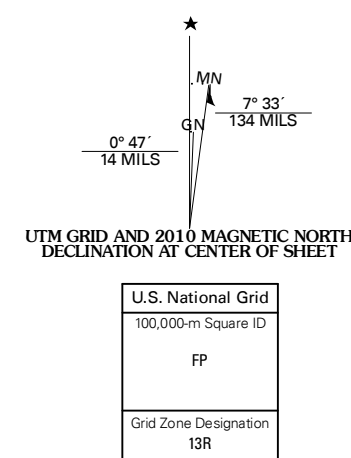 MN
GN
7° 33´
134 MILS
0° 47´
14 MILS
UTM GRID AND 2010 MAGNETIC NORTH
DECLINATION AT CENTER OF SHEET
U.S. National Grid
100,000-m Square ID
FP
Grid Zone Designation
13R